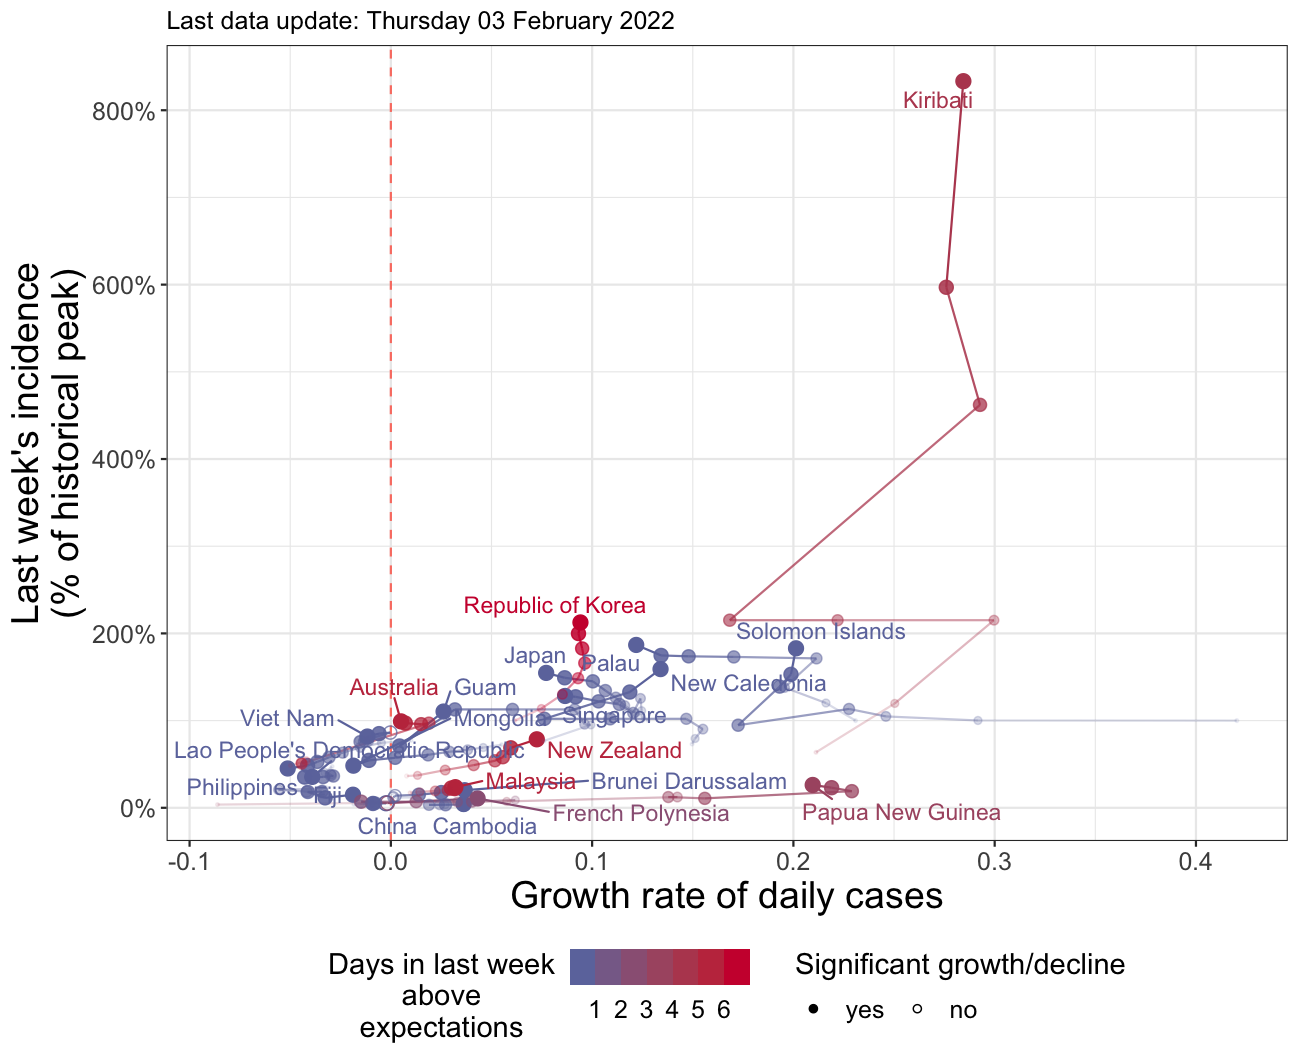 Last data update: Thursday 03 February 2022
Last week's incidence
(% of historical peak)
800%
600%
400%
200%
0%
Kiribati
Republic of Korea
Solomon Islands
Japan
Palau
New Caledonia
Australia
Guam
Viet Nam
Mongolia
Singapore
Lao People's Democratic Republic
New Zealand
Philippines
Fiji
Malaysia
Brunei Darussalam
French Polynesia
Papua New Guinea
China
Cambodia
-0.1
0.0
0.1
0.2
0.3
0.4
Growth rate of daily cases
Days in last week
above
expectations
1 2 3 4 5 6
Significant growth/decline
yes
no